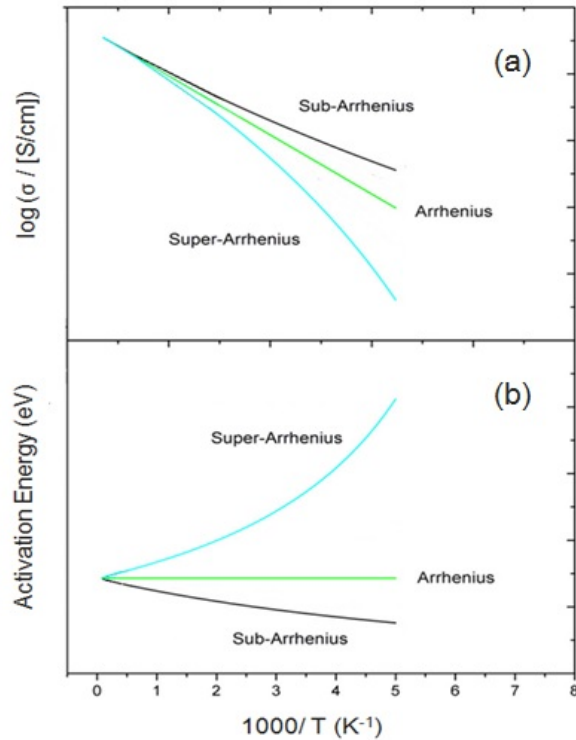 (a)
Sub-Arrhenius
Arrhenius
Super-Arrhenius
log (σ / [S/cm])
(b)
Super-Arrhenius
Arrhenius
Sub-Arrhenius
Activation Energy (eV)
0 1 2 3 4 5 6 7 8
1000/ T (K⁻¹)